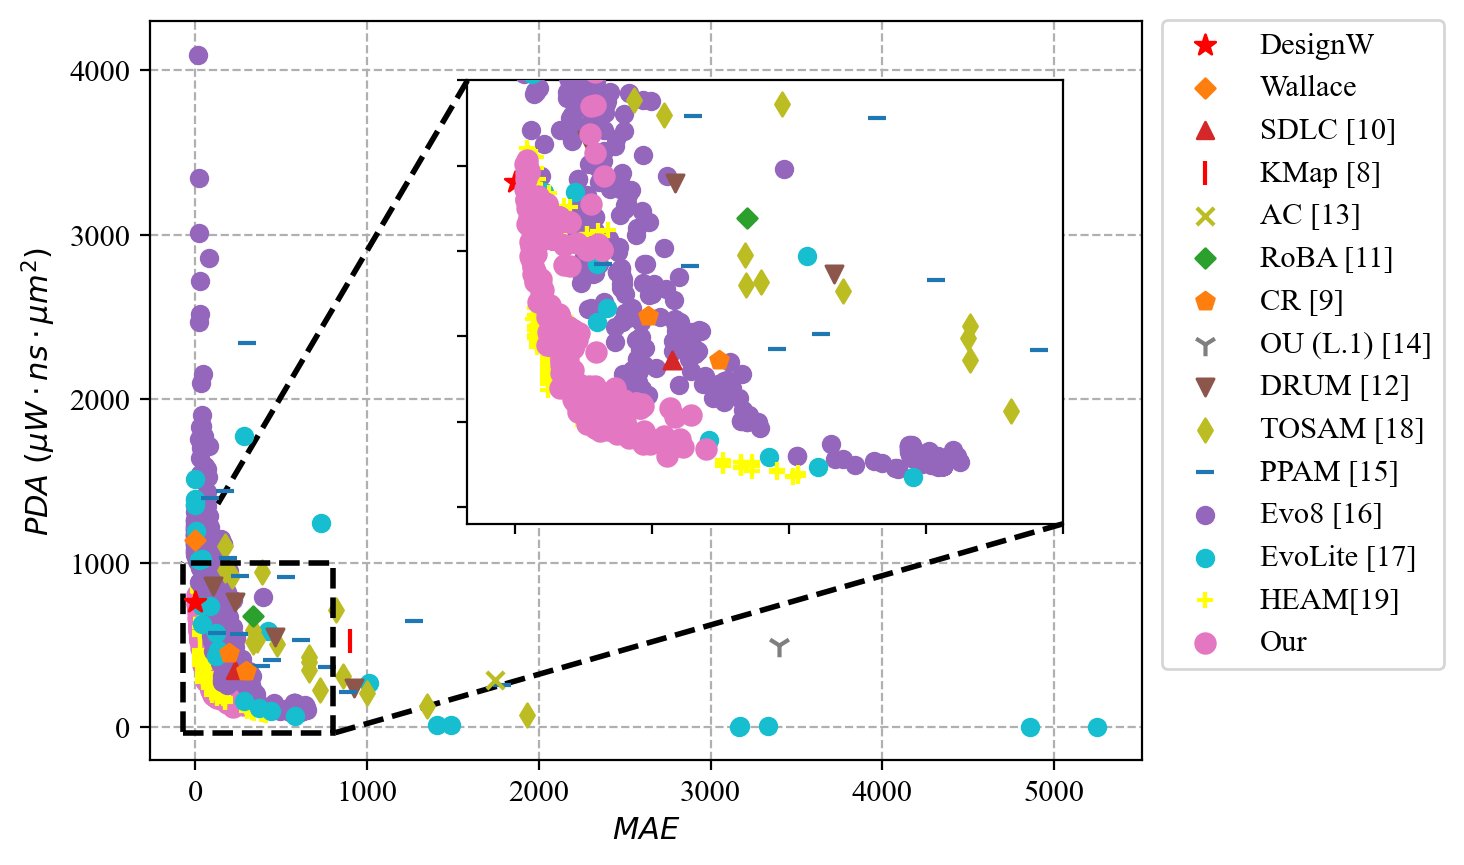 DesignW
Wallace
SDLC [10]
KMap [8]
AC [13]
RoBA [11]
CR [9]
OU (L.1) [14]
DRUM [12]
TOSAM [18]
PPAM [15]
Evo8 [16]
EvoLite [17]
HEAM[19]
Our
PDA (μW · ns · μm²)
4000
3000
2000
1000
0
0 1000 2000 3000 4000 5000
MAE